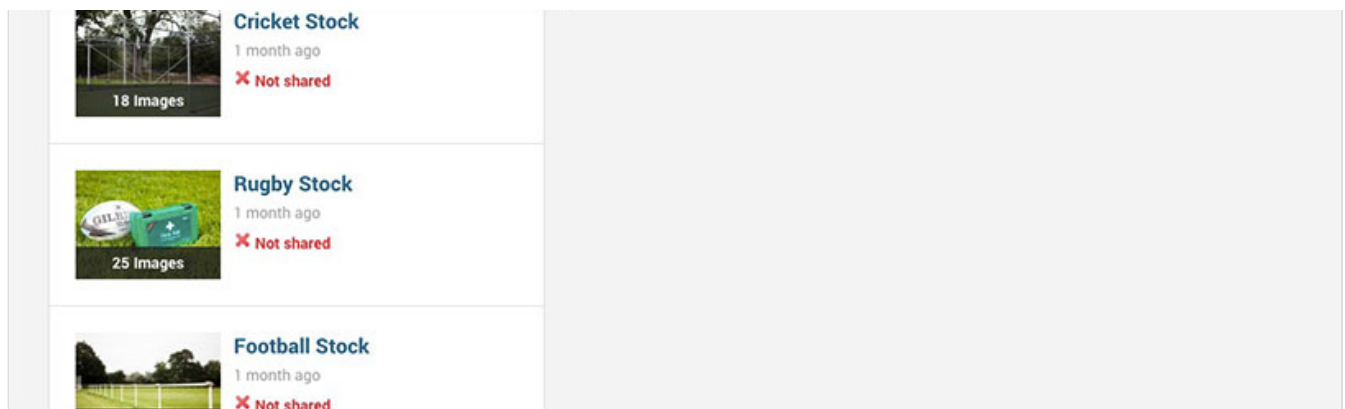 Cricket Stock
1 month ago
Not shared
18 Images
Rugby Stock
1 month ago
Not shared
25 Images
Football Stock
1 month ago
Not shared